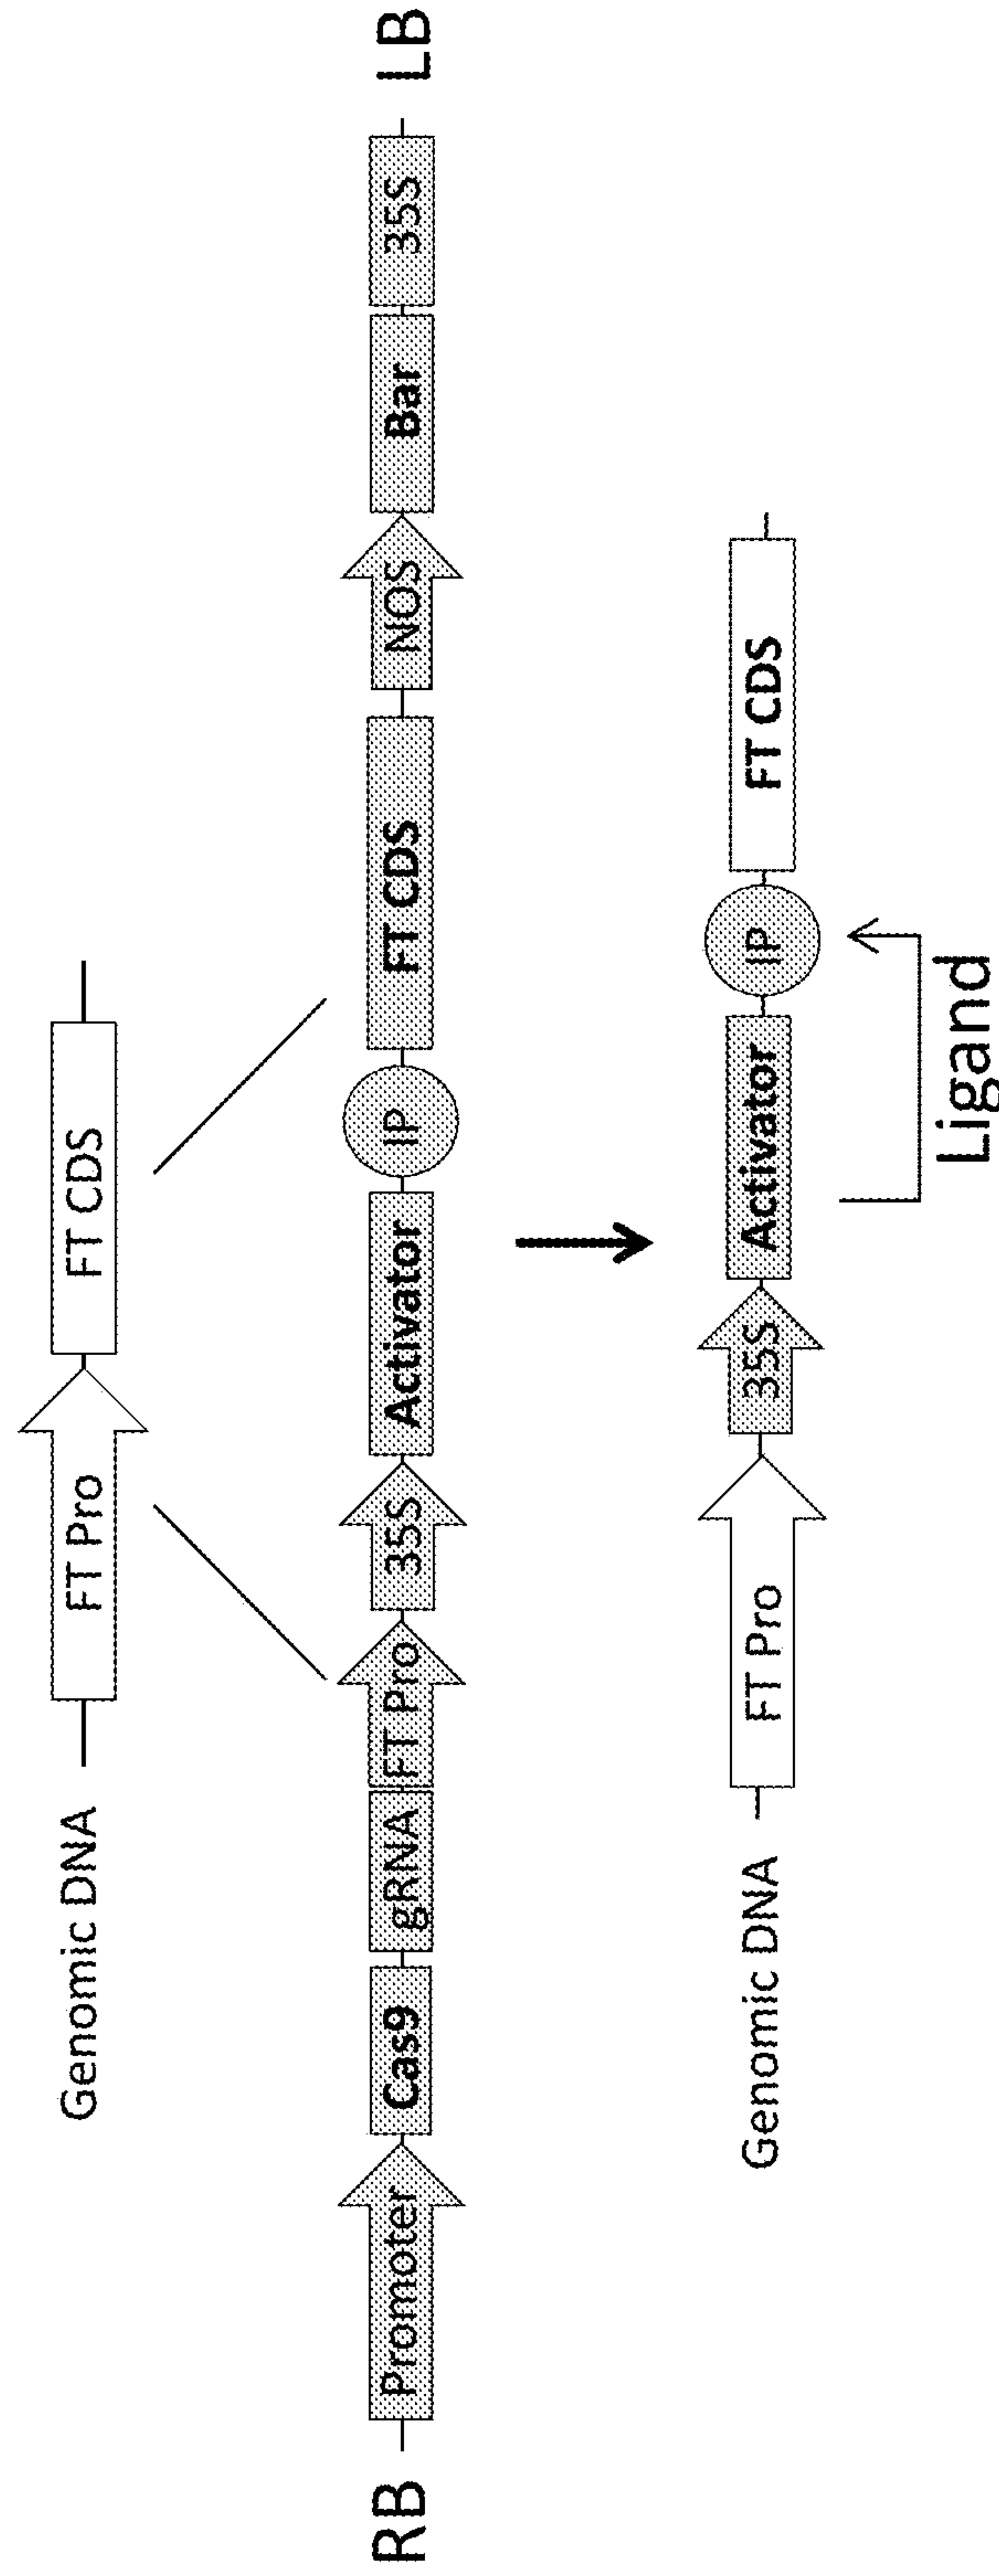 Genomic DNA
FT Pro
FT CDS
RB
Promoter
Cas9
gRNA
FT Pro
35S
Activator
IP
FT CDS
NOS
Bar
35S
LB
Genomic DNA
FT Pro
35S
Activator
IP
FT CDS
Ligand